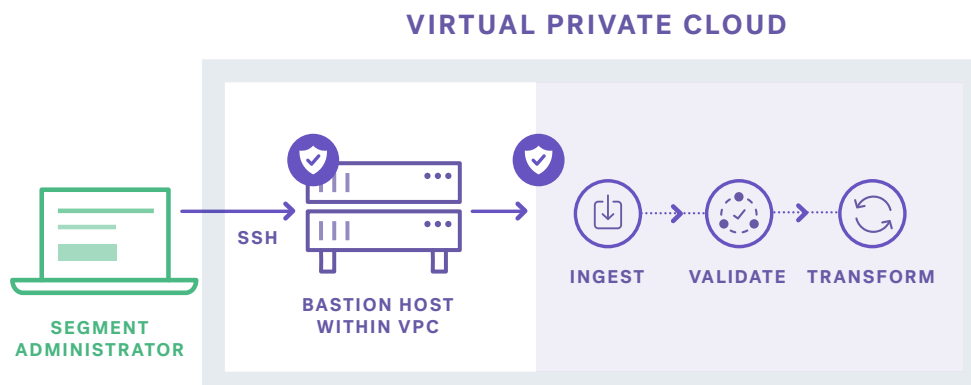 VIRTUAL PRIVATE CLOUD
SSH
INGEST
VALIDATE
TRANSFORM
BASTION HOST
WITHIN VPC
SEGMENT
ADMINISTRATOR